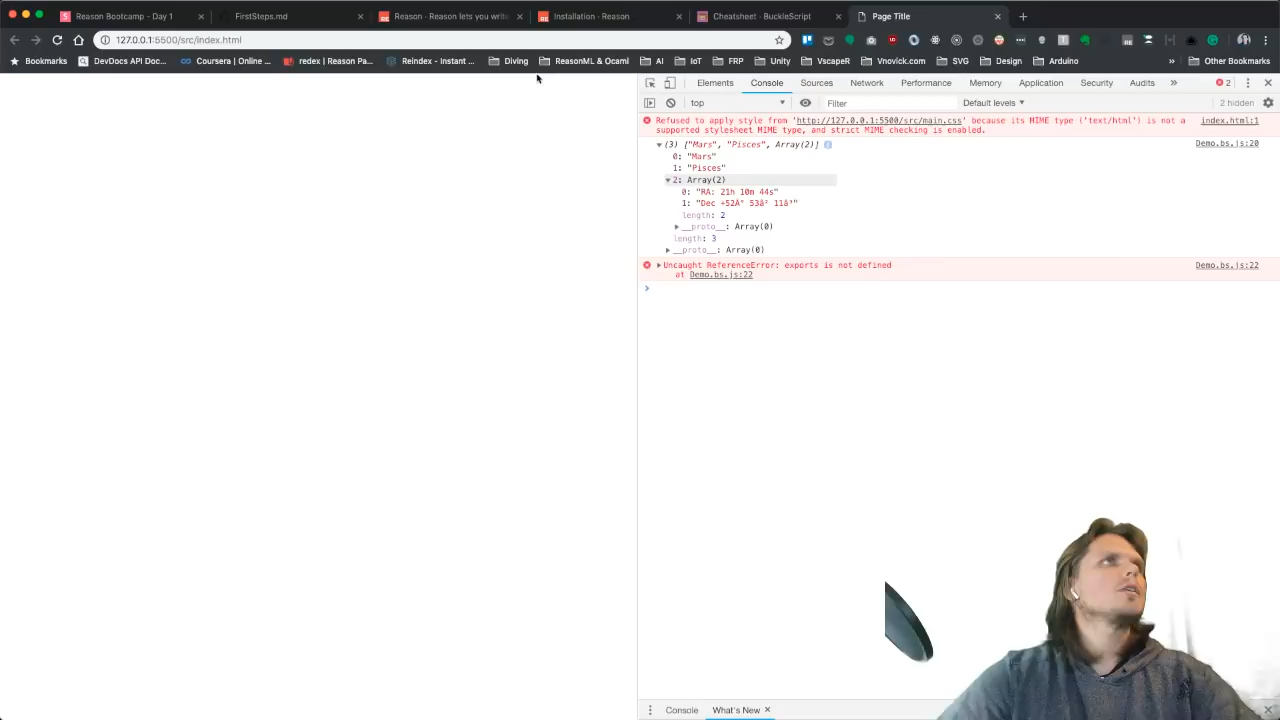 Reason Bootcamp - Day 1
FirstSteps.md
Reason · Reason lets you write
Installation · Reason
Cheatsheet · BuckleScript
Page Title
127.0.0.1:5500/src/index.html
Bookmarks
DevDocs API Doc...
Coursera | Online ...
redex | Reason Pa...
Reindex - Instant ...
Diving
ReasonML & Ocaml
AI
IoT
FRP
Unity
VscapeR
Vnovick.com
SVG
Design
Arduino
»
Other Bookmarks
Elements
Console
Sources
Network
Performance
Memory
Application
Security
Audits
»
2
top
Filter
Default levels ▼
2 hidden
Refused to apply style from 'http://127.0.0.1:5500/src/main.css' because its MIME type ('text/html') is not a
supported stylesheet MIME type, and strict MIME checking is enabled.
index.html:1
(3) ["Mars", "Pisces", Array(2)]
Demo.bs.js:20
0: "Mars"
1: "Pisces"
2: Array(2)
0: "RA: 21h 10m 44s"
1: "Dec +52Â° 53â² 11â³"
length: 2
__proto__: Array(0)
length: 3
__proto__: Array(0)
Uncaught ReferenceError: exports is not defined
at Demo.bs.js:22
Demo.bs.js:22
Console
What's New